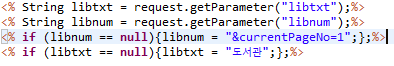 <% String libtxt = request.getParameter("libtxt");%>
<% String libnum = request.getParameter("libnum");%>
<% if (libnum == null){libnum = "&currentPageNo=1";};%>
<% if (libtxt == null){libtxt = "도서관";};%>